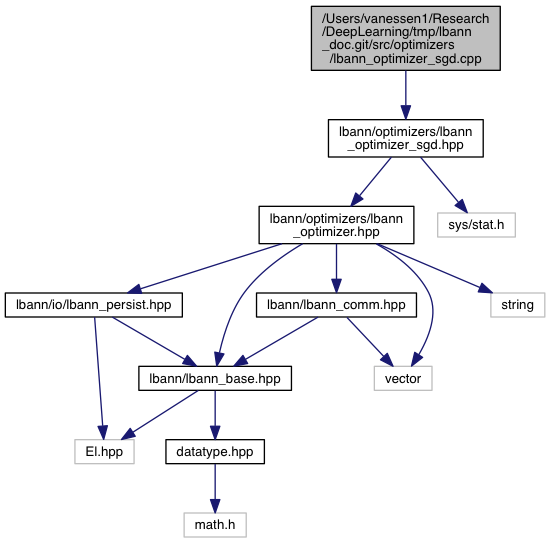 /Users/vanessen1/Research
/DeepLearning/tmp/lbann
_doc.git/src/optimizers
/lbann_optimizer_sgd.cpp
lbann/optimizers/lbann
_optimizer_sgd.hpp
lbann/optimizers/lbann
_optimizer.hpp
sys/stat.h
lbann/io/lbann_persist.hpp
lbann/lbann_comm.hpp
string
lbann/lbann_base.hpp
vector
El.hpp
datatype.hpp
math.h